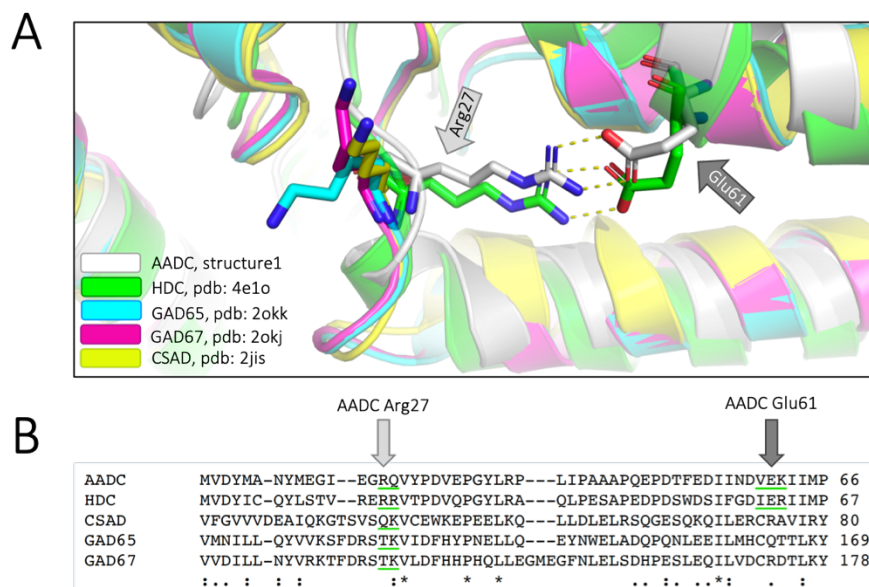 A
Arg27
Glu61
AADC, structure1
HDC, pdb: 4e1o
GAD65, pdb: 2okk
GAD67, pdb: 2okj
CSAD, pdb: 2jis
AADC Arg27 AADC Glu61
B
AADC MVDYMA-NYMEGI--EGRQVYPDVEPGYLRP---LIPAAAPQEPDTFEDIINDVEKIIMP 66
HDC MVDYIC-QYLSTV--RERRVTPDVQPGYLRA---QLPESAPEDPDSWDSIFGDIERIIMP 67
CSAD VFGVVVDEAIQKGTSVSQKVCEWKEPEELKQ---LLDLELRSQGESQKQILERCRAVIRY 80
GAD65 VMNILL-QYVVKSFDRSTKVIDFHYPNELLQ---EYNWELADQPQNLEEILMHCQTTLKY 169
GAD67 VVDILL-NYVRKTFDRSTKVLDFHHPHQLLEGMEGFNLELSDHPESLEQILVDCRDTLKY 178
:.. : . : :* * * .. . .*: . :